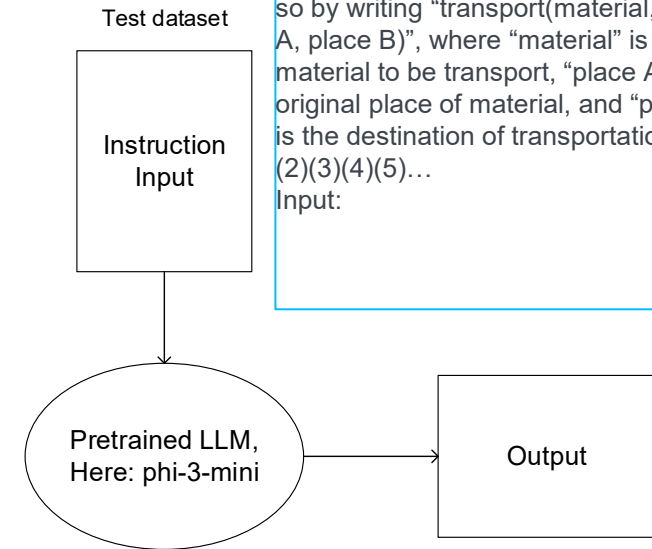 Test dataset
Instruction
Input
so by writing “transport(material,
A, place B)”, where “material” is
material to be transport, “place A
original place of material, and “p
is the destination of transportatio
(2)(3)(4)(5)…
Input:
Pretrained LLM,
Here: phi-3-mini
Output